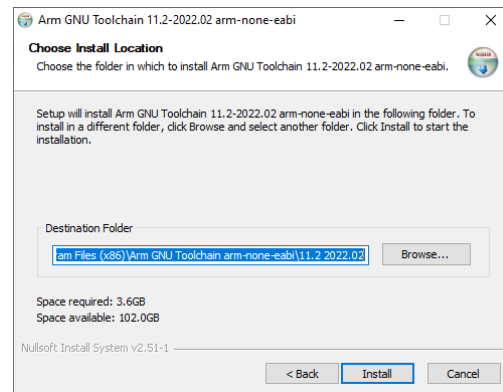 Arm GNU Toolchain 11.2-2022.02 arm-none-eabi
Choose Install Location
Choose the folder in which to install Arm GNU Toolchain 11.2-2022.02 arm-none-eabi.
Setup will install Arm GNU Toolchain 11.2-2022.02 arm-none-eabi in the following folder. To
install in a different folder, click Browse and select another folder. Click Install to start the
installation.
Destination Folder
am Files (x86)\Arm GNU Toolchain arm-none-eabi\11.2 2022.02 Browse...
Space required: 3.6GB
Space available: 102.0GB
Nullsoft Install System v2.51-1
< Back Install Cancel